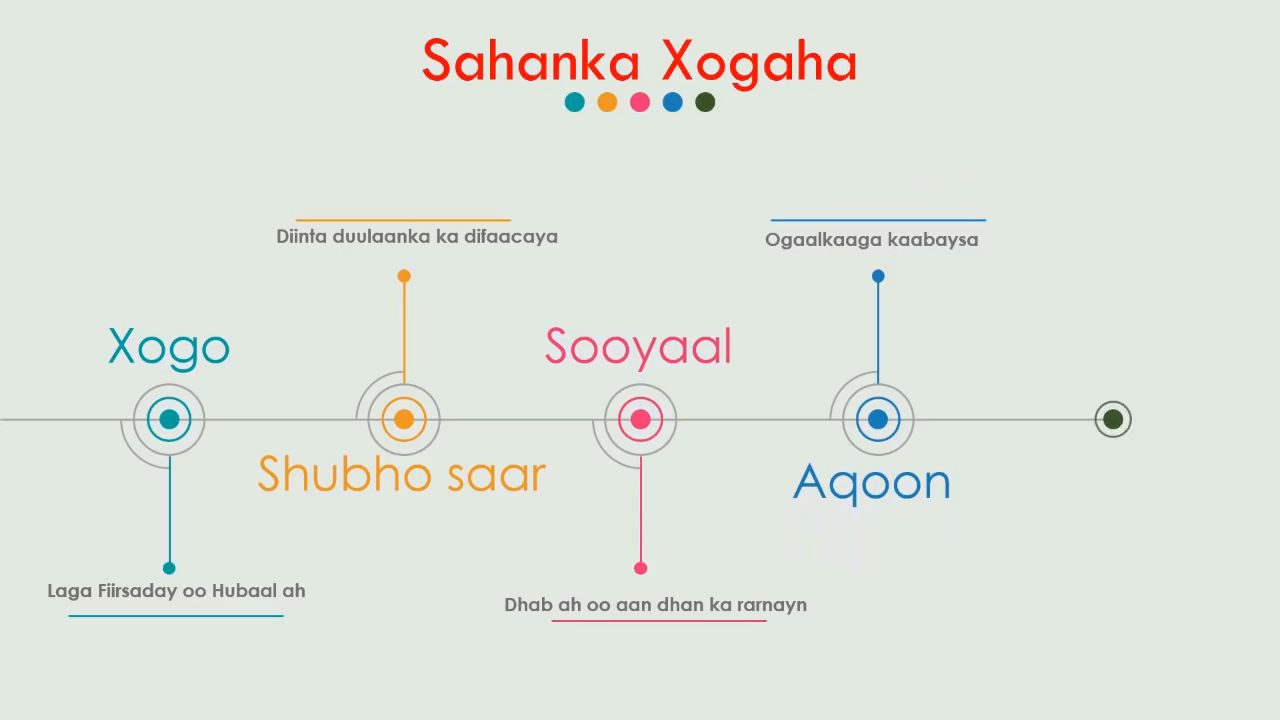 Sahanka Xogaha
Diinta duulaanka ka difaacaya
Ogaalkaaga kaabaysa
Xogo
Sooyaal
Shubho saar
Aqoon
Laga Fiirsaday oo Hubaal ah
Dhab ah oo aan dhan ka rarnayn